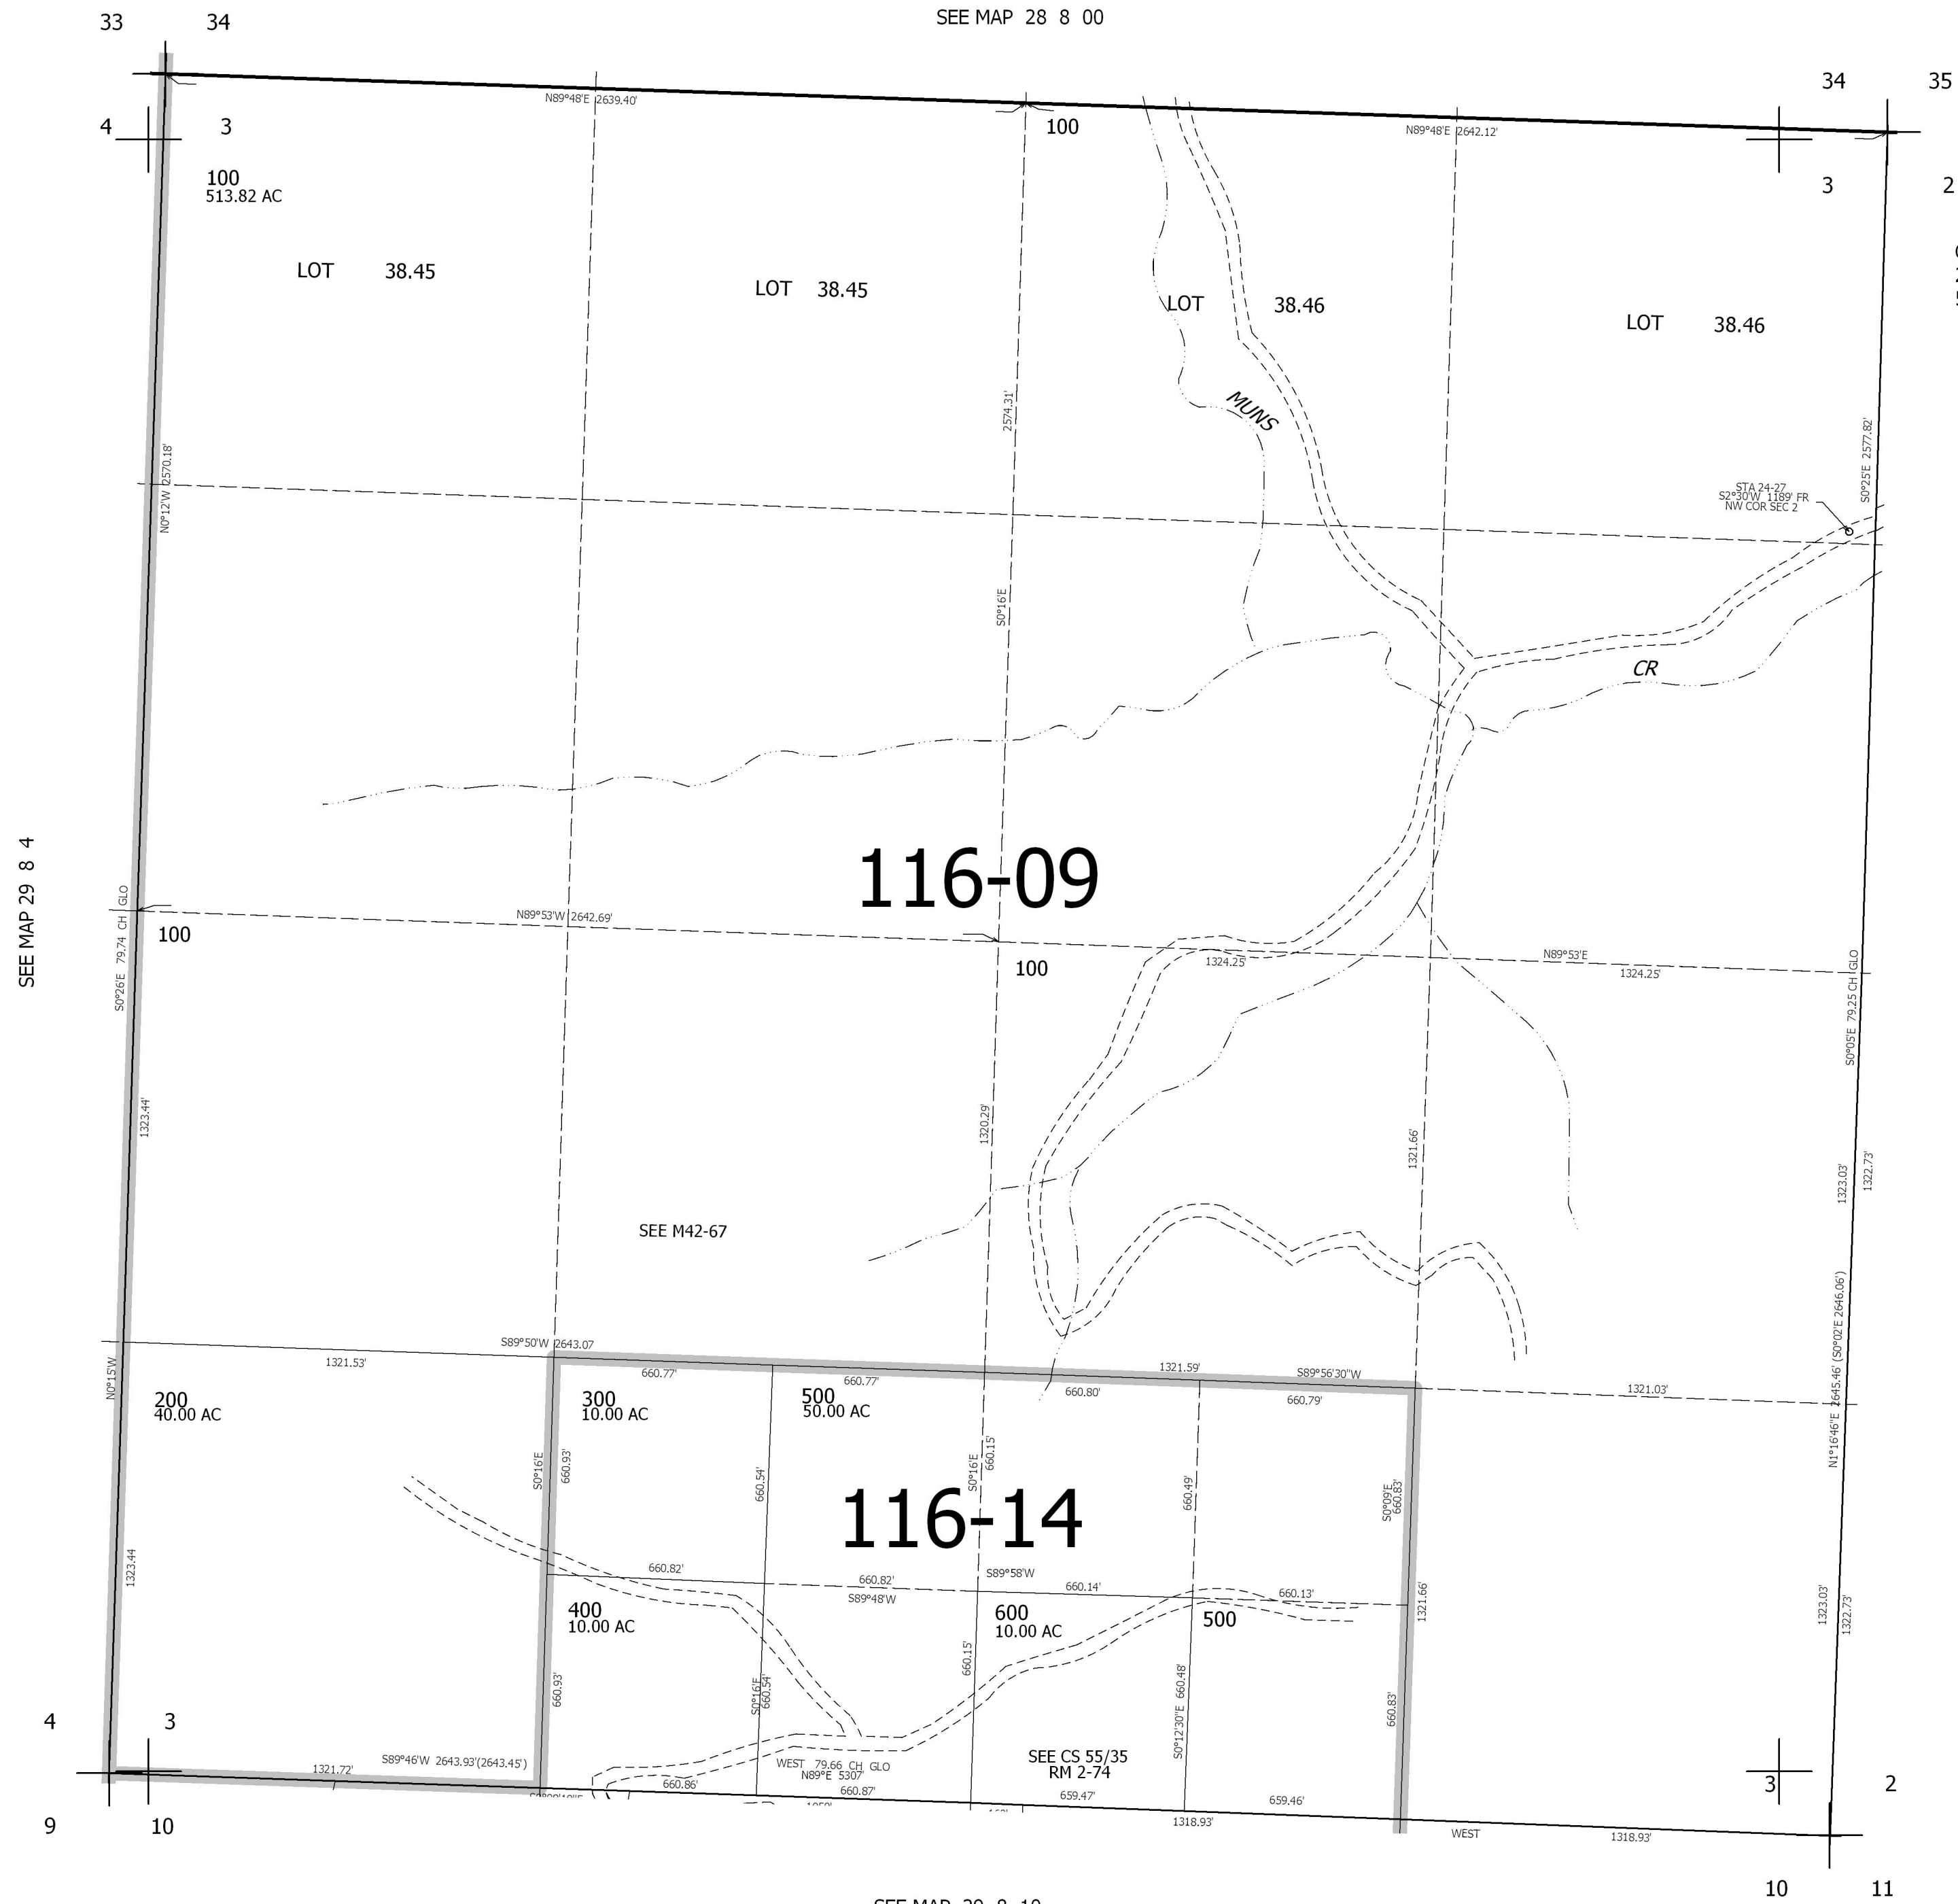 SEE MAP 28 8 00
33 34
34 35
N89°48'E 2639.40'
100
N89°48'E 2642.12'
4 3
3 2
100
513.82 AC
LOT 38.45
LOT 38.45
LOT 38.46
LOT 38.46
MUNS
2574.31'
S0°25'E 2577.82'
N0°12'W 2570.18'
STA 24-27
S2°30'W 1189' FR
NW COR SEC 2
S0°16'E
CR
SEE MAP 29 8 4
116-09
S0°26'E 79.74 CH GLO
N89°53'W 2642.69'
100
100
1324.25'
N89°53'E
1324.25'
S0°05'E 79.25 CH GLO
1323.44'
1320.29'
1321.66'
1323.03'
1322.73'
SEE M42-67
N1°16'46"E 2645.46' (S0°02'E 2646.06')
S89°50'W 2643.07
1321.53'
660.77'
660.77'
1321.59'
660.80'
S89°56'30"W
660.79'
1321.03'
N0°15'W
200
40.00 AC
300
10.00 AC
500
50.00 AC
S0°16'E
660.93'
660.54'
S0°16'E
660.15'
660.49'
S0°09'E
660.83'
116-14
1323.44
660.82'
660.82'
S89°58'W
S89°48'W
660.14'
660.13'
1321.66'
1323.03'
1322.73'
400
10.00 AC
600
10.00 AC
500
660.93'
S0°16'E
660.54'
660.15'
S0°12'30"E 660.48'
660.83'
4 3
S89°46'W 2643.93'(2643.45')
1321.72'
WEST 79.66 CH GLO
N89°E 5307'
660.86'
660.87'
SEE CS 55/35
RM 2-74
659.47'
659.46'
1318.93'
WEST
1318.93'
3 2
9 10
10 11